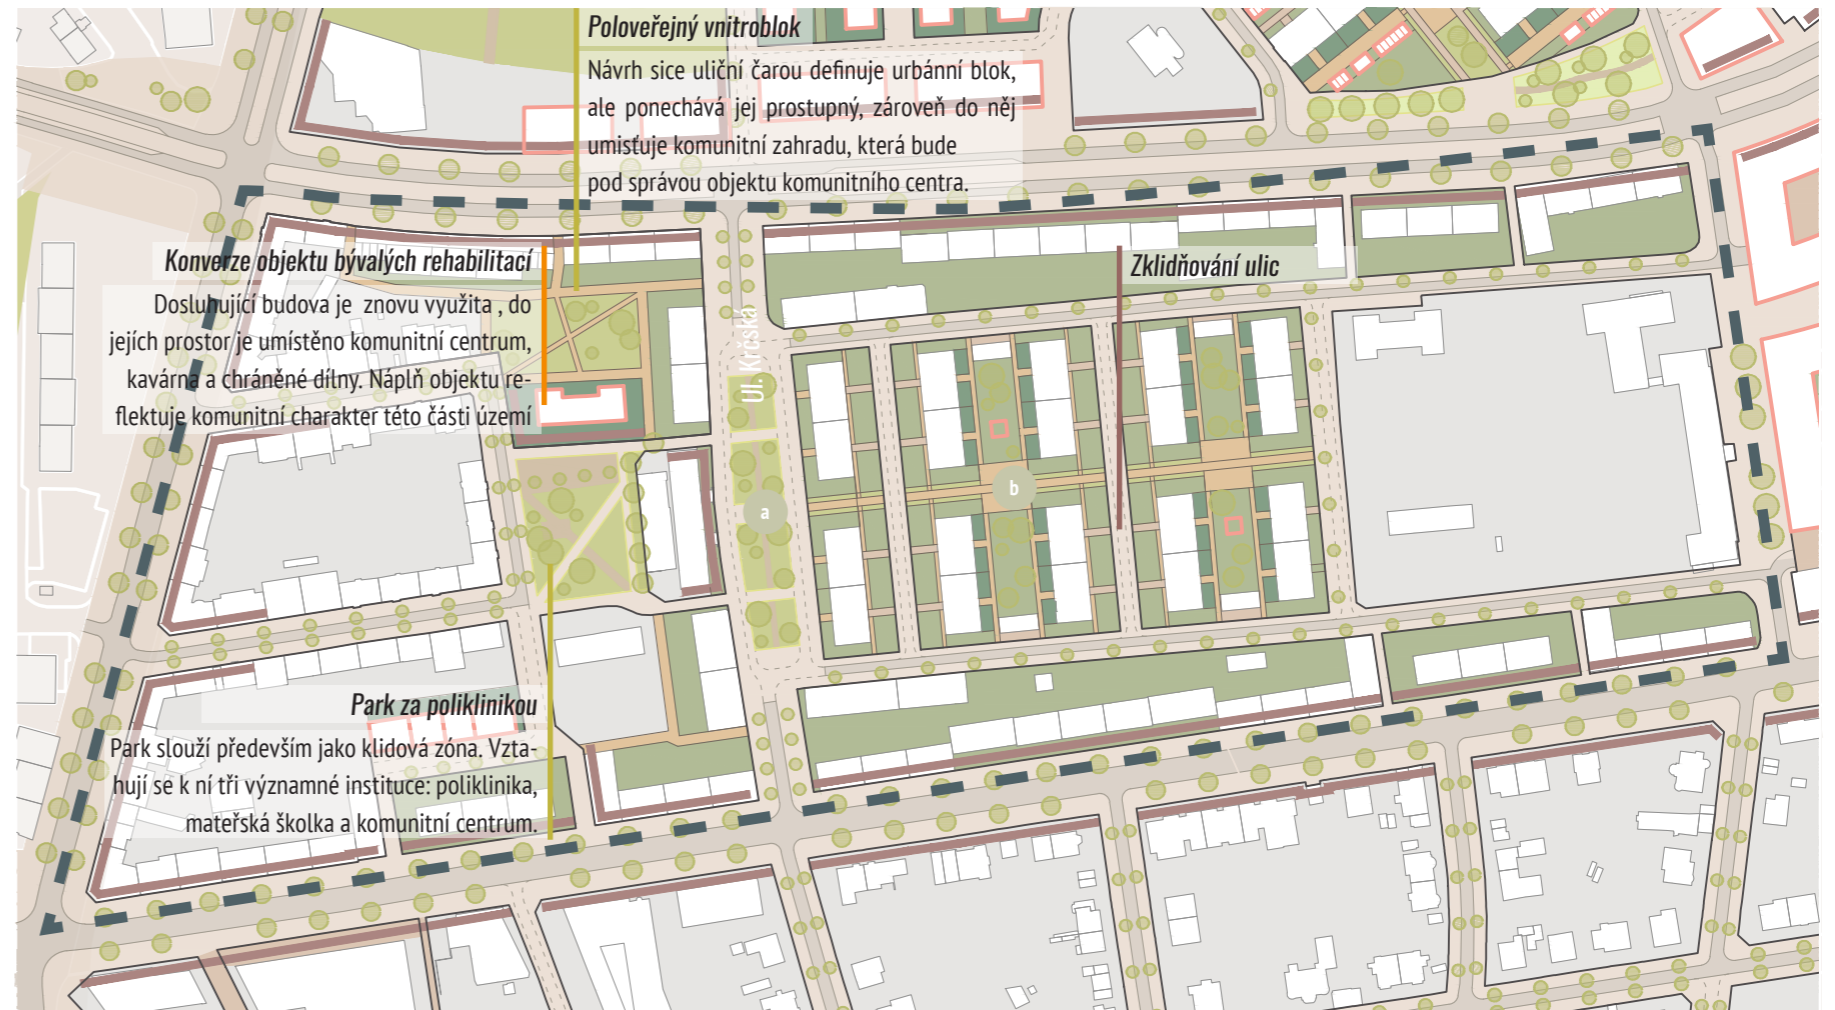 Poloveřejný vnitroblok
Návrh sice uliční čarou definuje urbánní blok,
ale ponechává jej prostupný, zároveň do něj
umisťuje komunitní zahradu, která bude
pod správou objektu komunitního centra.
Konverze objektu bývalých rehabilitací
Dosluhující budova je znovu využita , do
jejích prostor je umístěno komunitní centrum,
kavárna a chráněné dílny. Náplň objektu re-
flektuje komunitní charakter této části území
Zklidňování ulic
Ul. Krčská
a
b
Park za poliklinikou
Park slouží především jako klidová zóna. Vzta-
hují se k ní tři významné instituce: poliklinika,
mateřská školka a komunitní centrum.